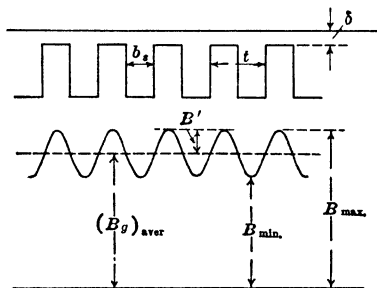 δ
b_s
t
B'
(B_g)_aver
B_min.
B_max.